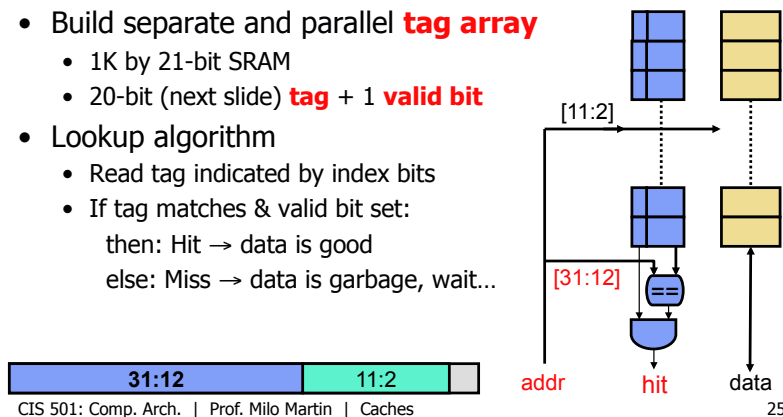 • Build separate and parallel tag array
• 1K by 21-bit SRAM
• 20-bit (next slide) tag + 1 valid bit
• Lookup algorithm
• Read tag indicated by index bits
• If tag matches & valid bit set:
then: Hit → data is good
else: Miss → data is garbage, wait…
[11:2]
[31:12]
==
addr
hit
data
31:12
11:2
CIS 501: Comp. Arch. | Prof. Milo Martin | Caches
25